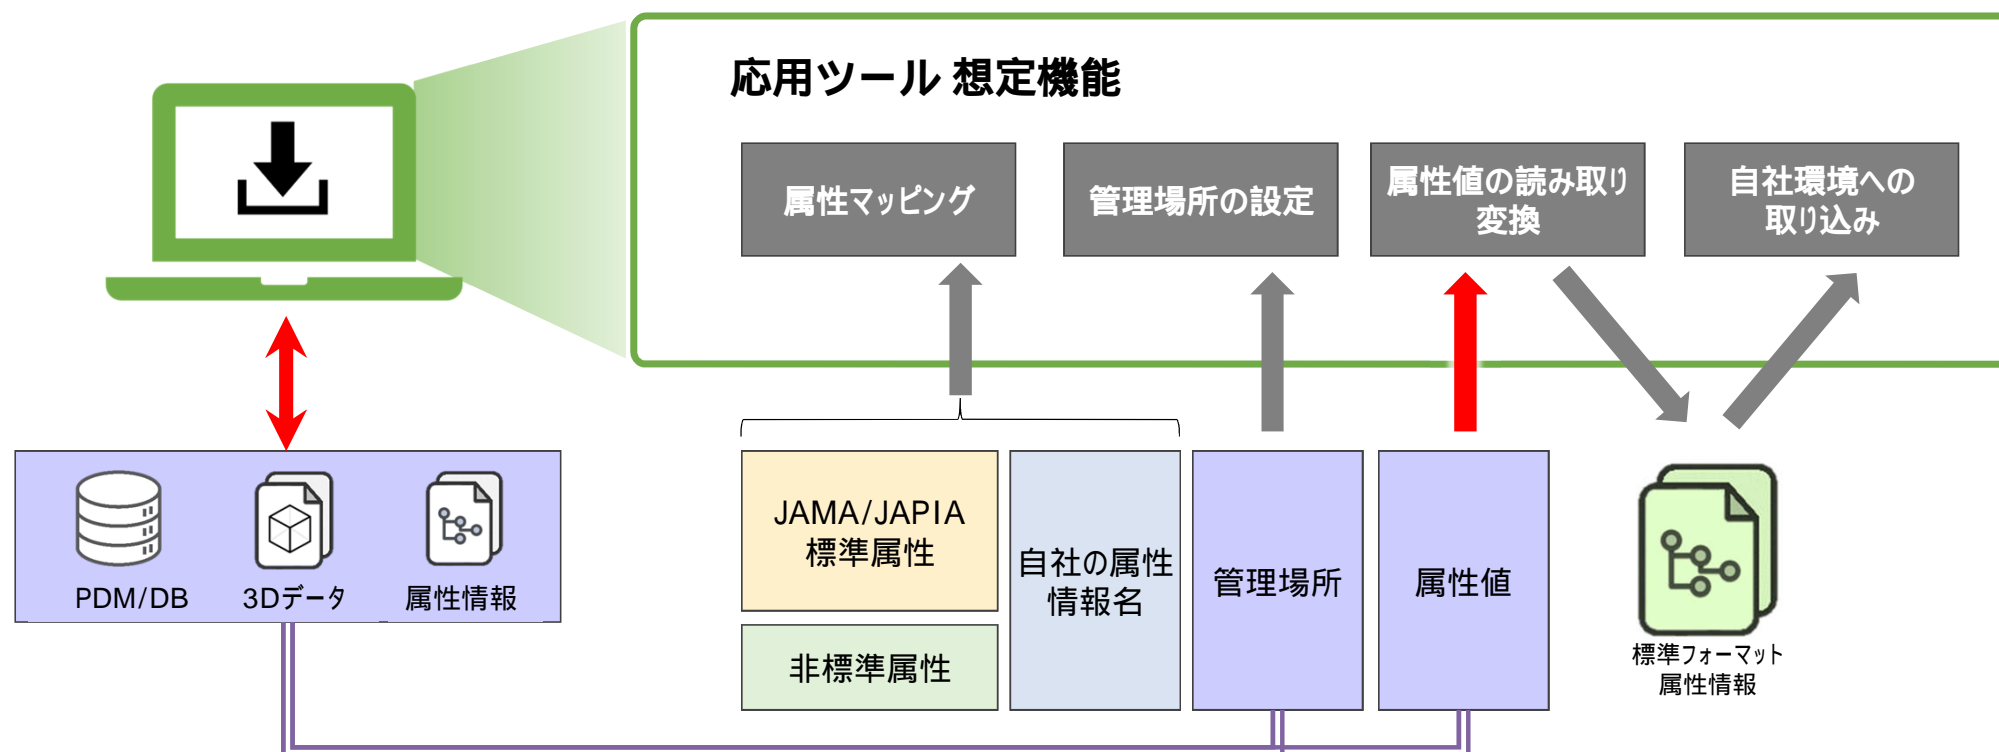 応用ツール 想定機能
属性マッピング
管理場所の設定
属性値の読み取り
変換
自社環境への
取り込み
PDM/DB
3Dデータ
属性情報
JAMA/JAPIA
標準属性
非標準属性
自社の属性
情報名
管理場所
属性値
標準フォーマット
属性情報